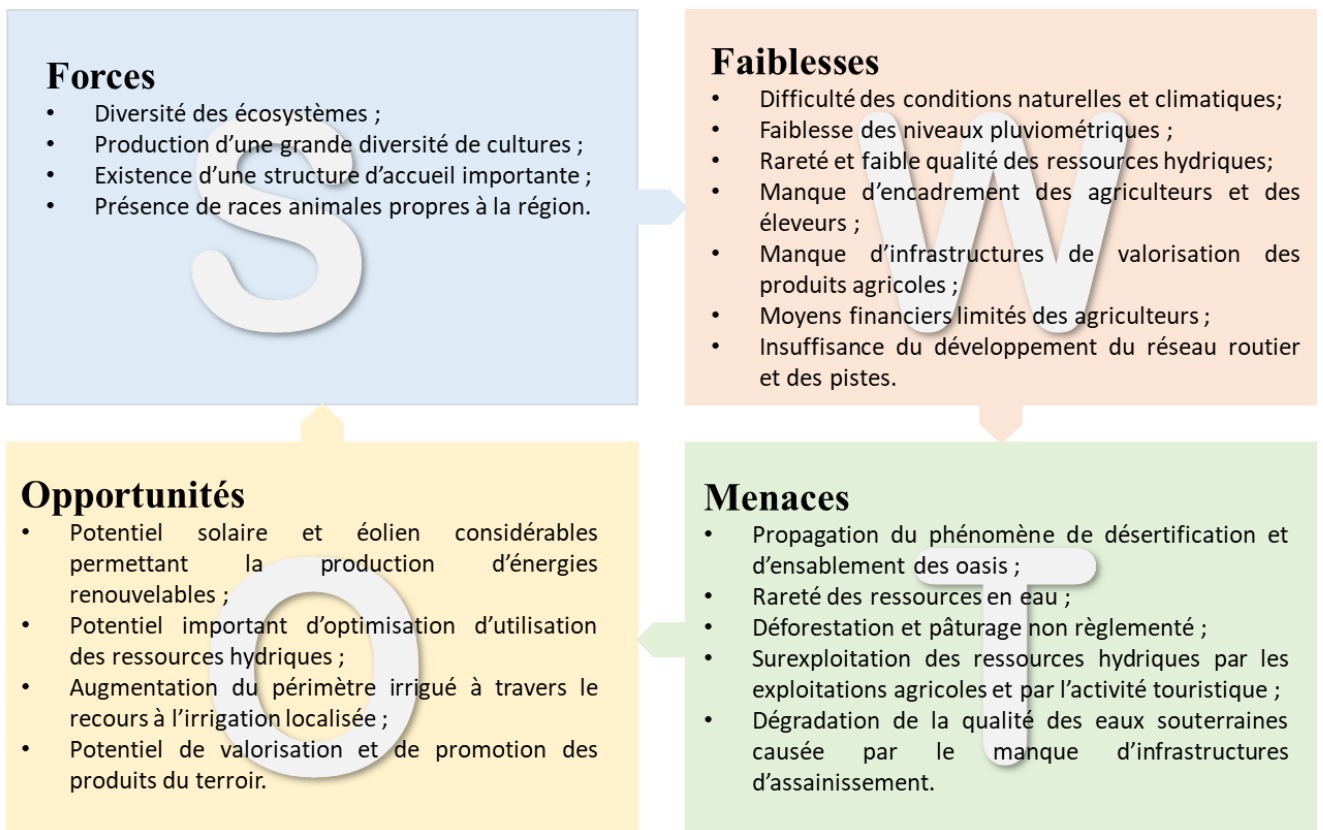 Forces
• Diversité des écosystèmes ;
• Production d'une grande diversité de cultures ;
• Existence d'une structure d'accueil importante ;
• Présence de races animales propres à la région.
S
Faiblesses
• Difficulté des conditions naturelles et climatiques;
• Faiblesse des niveaux pluviométriques ;
• Rareté et faible qualité des ressources hydriques;
• Manque d'encadrement des agriculteurs et des
éleveurs ;
• Manque d'infrastructures de valorisation des
produits agricoles ;
• Moyens financiers limités des agriculteurs ;
• Insuffisance du développement du réseau routier
et des pistes.
W
Opportunités
• Potentiel solaire et éolien considérables
permettant la production d'énergies
renouvelables ;
• Potentiel important d'optimisation d'utilisation
des ressources hydriques ;
• Augmentation du périmètre irrigué à travers le
recours à l'irrigation localisée ;
• Potentiel de valorisation et de promotion des
produits du terroir.
O
Menaces
• Propagation du phénomène de désertification et
d'ensablement des oasis ;
• Rareté des ressources en eau ;
• Déforestation et pâturage non règlementé ;
• Surexploitation des ressources hydriques par les
exploitations agricoles et par l'activité touristique ;
• Dégradation de la qualité des eaux souterraines
causée par le manque d'infrastructures
d'assainissement.
T